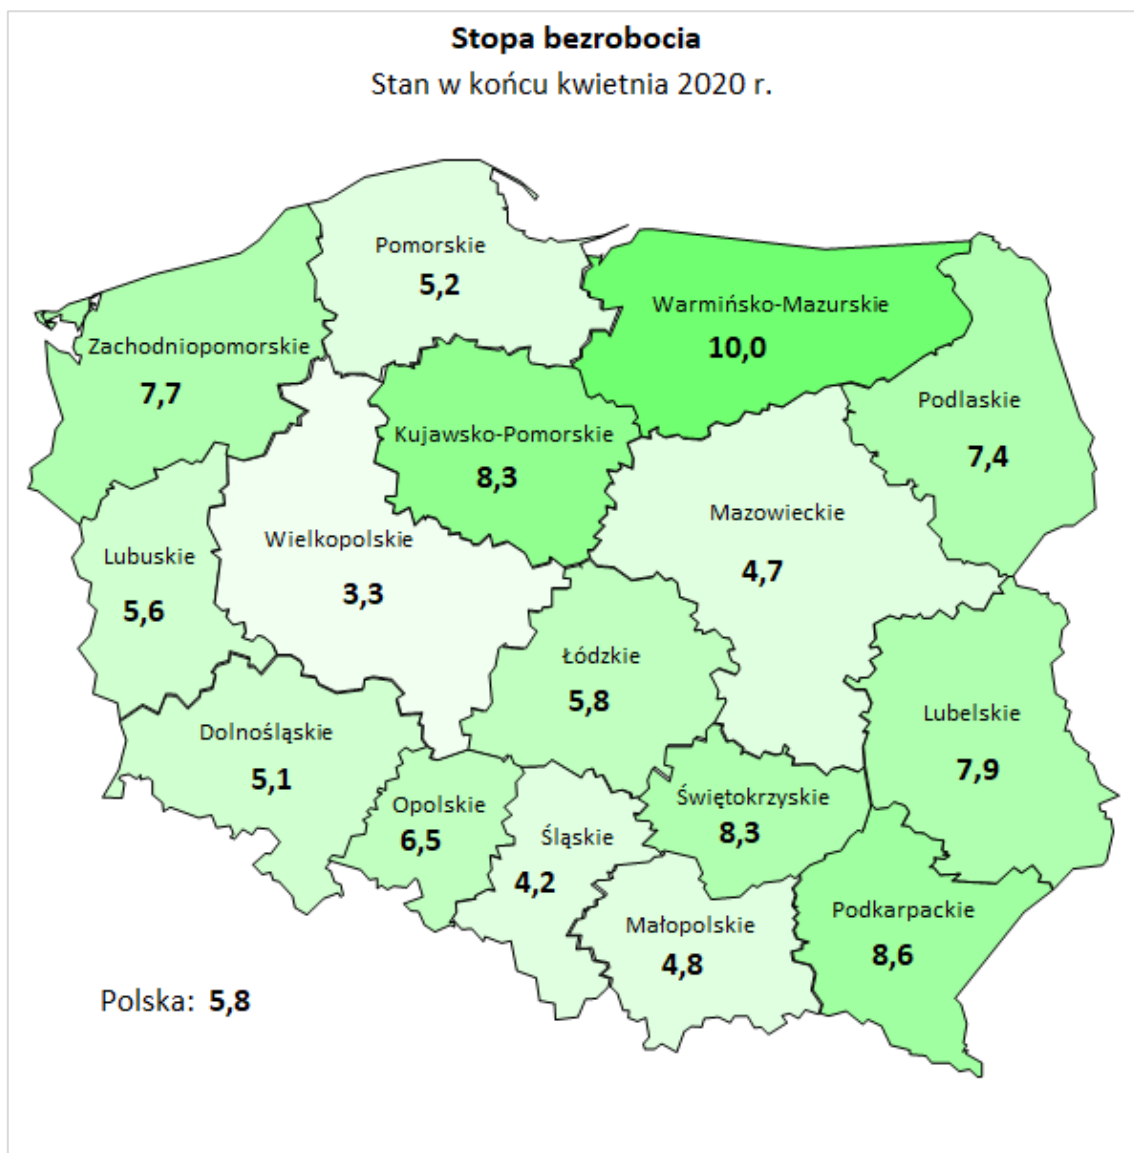 Stopa bezrobocia
Stan w końcu kwietnia 2020 r.
Pomorskie
5,2
Warmińsko-Mazurskie
10,0
Zachodniopomorskie
7,7
Podlaskie
7,4
Kujawsko-Pomorskie
8,3
Mazowieckie
4,7
Wielkopolskie
3,3
Lubuskie
5,6
Łódzkie
5,8
Lubelskie
7,9
Dolnośląskie
5,1
Opolskie
6,5
Śląskie
4,2
Świętokrzyskie
8,3
Małopolskie
4,8
Podkarpackie
8,6
Polska: 5,8